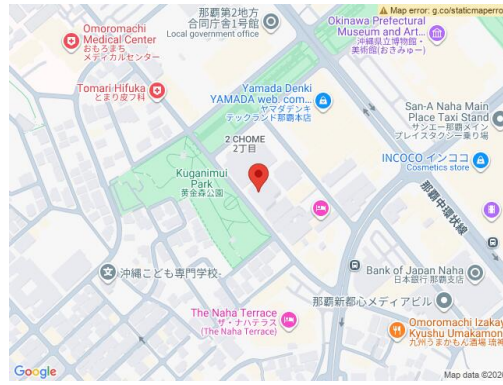 Map error: g.co/staticmaperro
Omoromachi
Medical Center
おもろまち
メディカルセンター
那覇第2地方
合同庁舎1号館
Local government office
Okinawa Prefectural
Museum and Art...
沖縄県立博物館・
美術館(おきみゅー)
Tomari Hifuka
とまり皮フ科
Yamada Denki
YAMADA web.com...
ヤマダデンキ
テックランド那覇本店
San-A Naha Main
Place Taxi Stand
サンエー那覇メイン
プレイスタクシー乗り場
2 CHOME
2丁目
INCOCO インココ
Cosmetics store
Kuganimui
Park
黄金森公園
那覇中環状線
沖縄こども専門学校
Bank of Japan Naha
日本銀行 那覇支店
那覇新都心メディアビル
The Naha Terrace
ザ・ナハテラス
(The Naha Terrace)
Omoromachi Izakay
Kyushu Umakamon
九州うまかもん酒場 琉神
Google
Map data ©202